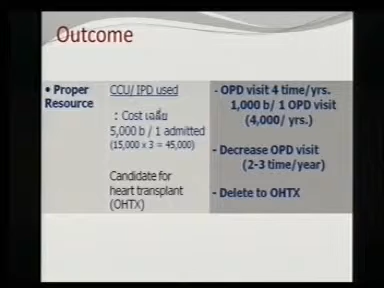 Outcome
• Proper Resource
CCU/ IPD used
: Cost เฉลี่ย
5,000 b / 1 admitted
(15,000 x 3 = 45,000)
Candidate for
heart transplant
(OHTX)
- OPD visit 4 time/yrs.
1,000 b/ 1 OPD visit
(4,000/ yrs.)
- Decrease OPD visit
(2-3 time/year)
- Delete to OHTX